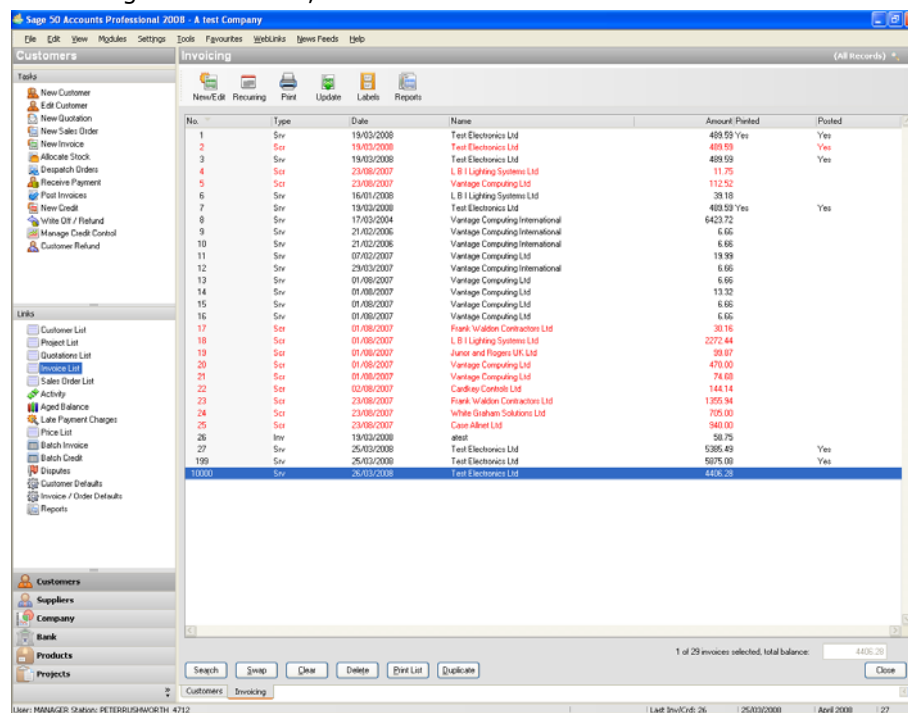 Sage 50 Accounts Professional 2008 - A test Company
File Edit View Modules Settings Tools Favourites WebLinks News Feeds Help
Customers
Invoicing (All Records)
Tasks
New Customer
Edit Customer
New Quotation
New Sales Order
New Invoice
Allocate Stock
Despatch Orders
Receive Payment
Post Invoices
New Credit
Write Off / Refund
Manage Credit Control
Customer Refund
Links
Customer List
Project List
Quotations List
Invoice List
Sales Order List
Activity
Aged Balance
Late Payment Charges
Price List
Batch Invoice
Batch Credit
Disputes
Customer Defaults
Invoice / Order Defaults
Reports
Customers
Suppliers
Company
Bank
Products
Projects
New/Edit Recurring Print Update Labels Reports
No. Type Date Name Amount Printed Posted
1 Srv 19/03/2008 Test Electronics Ltd 489.59 Yes Yes
2 Scr 19/03/2008 Test Electronics Ltd 489.59 Yes
3 Srv 19/03/2008 Test Electronics Ltd 489.59 Yes
4 Scr 23/08/2007 L B I Lighting Systems Ltd 11.75
5 Scr 23/08/2007 Vantage Computing Ltd 112.52
6 Srv 16/01/2008 L B I Lighting Systems Ltd 39.18
7 Srv 19/03/2008 Test Electronics Ltd 489.59 Yes Yes
8 Srv 17/03/2004 Vantage Computing International 6423.72
9 Srv 21/02/2006 Vantage Computing International 6.66
10 Srv 21/02/2006 Vantage Computing International 6.66
11 Srv 07/02/2007 Vantage Computing Ltd 19.99
12 Srv 29/03/2007 Vantage Computing International 6.66
13 Srv 01/08/2007 Vantage Computing Ltd 6.66
14 Srv 01/08/2007 Vantage Computing Ltd 13.32
15 Srv 01/08/2007 Vantage Computing Ltd 6.66
16 Srv 01/08/2007 Vantage Computing Ltd 6.66
17 Scr 01/08/2007 Frank Waldon Contractors Ltd 30.16
18 Scr 01/08/2007 L B I Lighting Systems Ltd 2272.44
19 Scr 01/08/2007 Junor and Rogers UK Ltd 99.87
20 Scr 01/08/2007 Vantage Computing Ltd 470.00
21 Scr 01/08/2007 Vantage Computing Ltd 74.68
22 Scr 02/08/2007 Cardkey Controls Ltd 144.14
23 Scr 23/08/2007 Frank Waldon Contractors Ltd 1355.94
24 Scr 23/08/2007 White Graham Solutions Ltd 705.00
25 Scr 23/08/2007 Case Allnet Ltd 940.00
26 Inv 19/03/2008 atest 58.75
27 Srv 25/03/2008 Test Electronics Ltd 5385.49 Yes
199 Srv 25/03/2008 Test Electronics Ltd 5875.08 Yes
10000 Srv 26/03/2008 Test Electronics Ltd 4406.28
1 of 29 invoices selected, total balance: 4406.28
Search Swap Clear Delete Print List Duplicate Close
Customers Invoicing
User: MANAGER Station: PETERRUSHWORTH_4712 Last Inv/Crd: 26 25/03/2008 April 2008 27